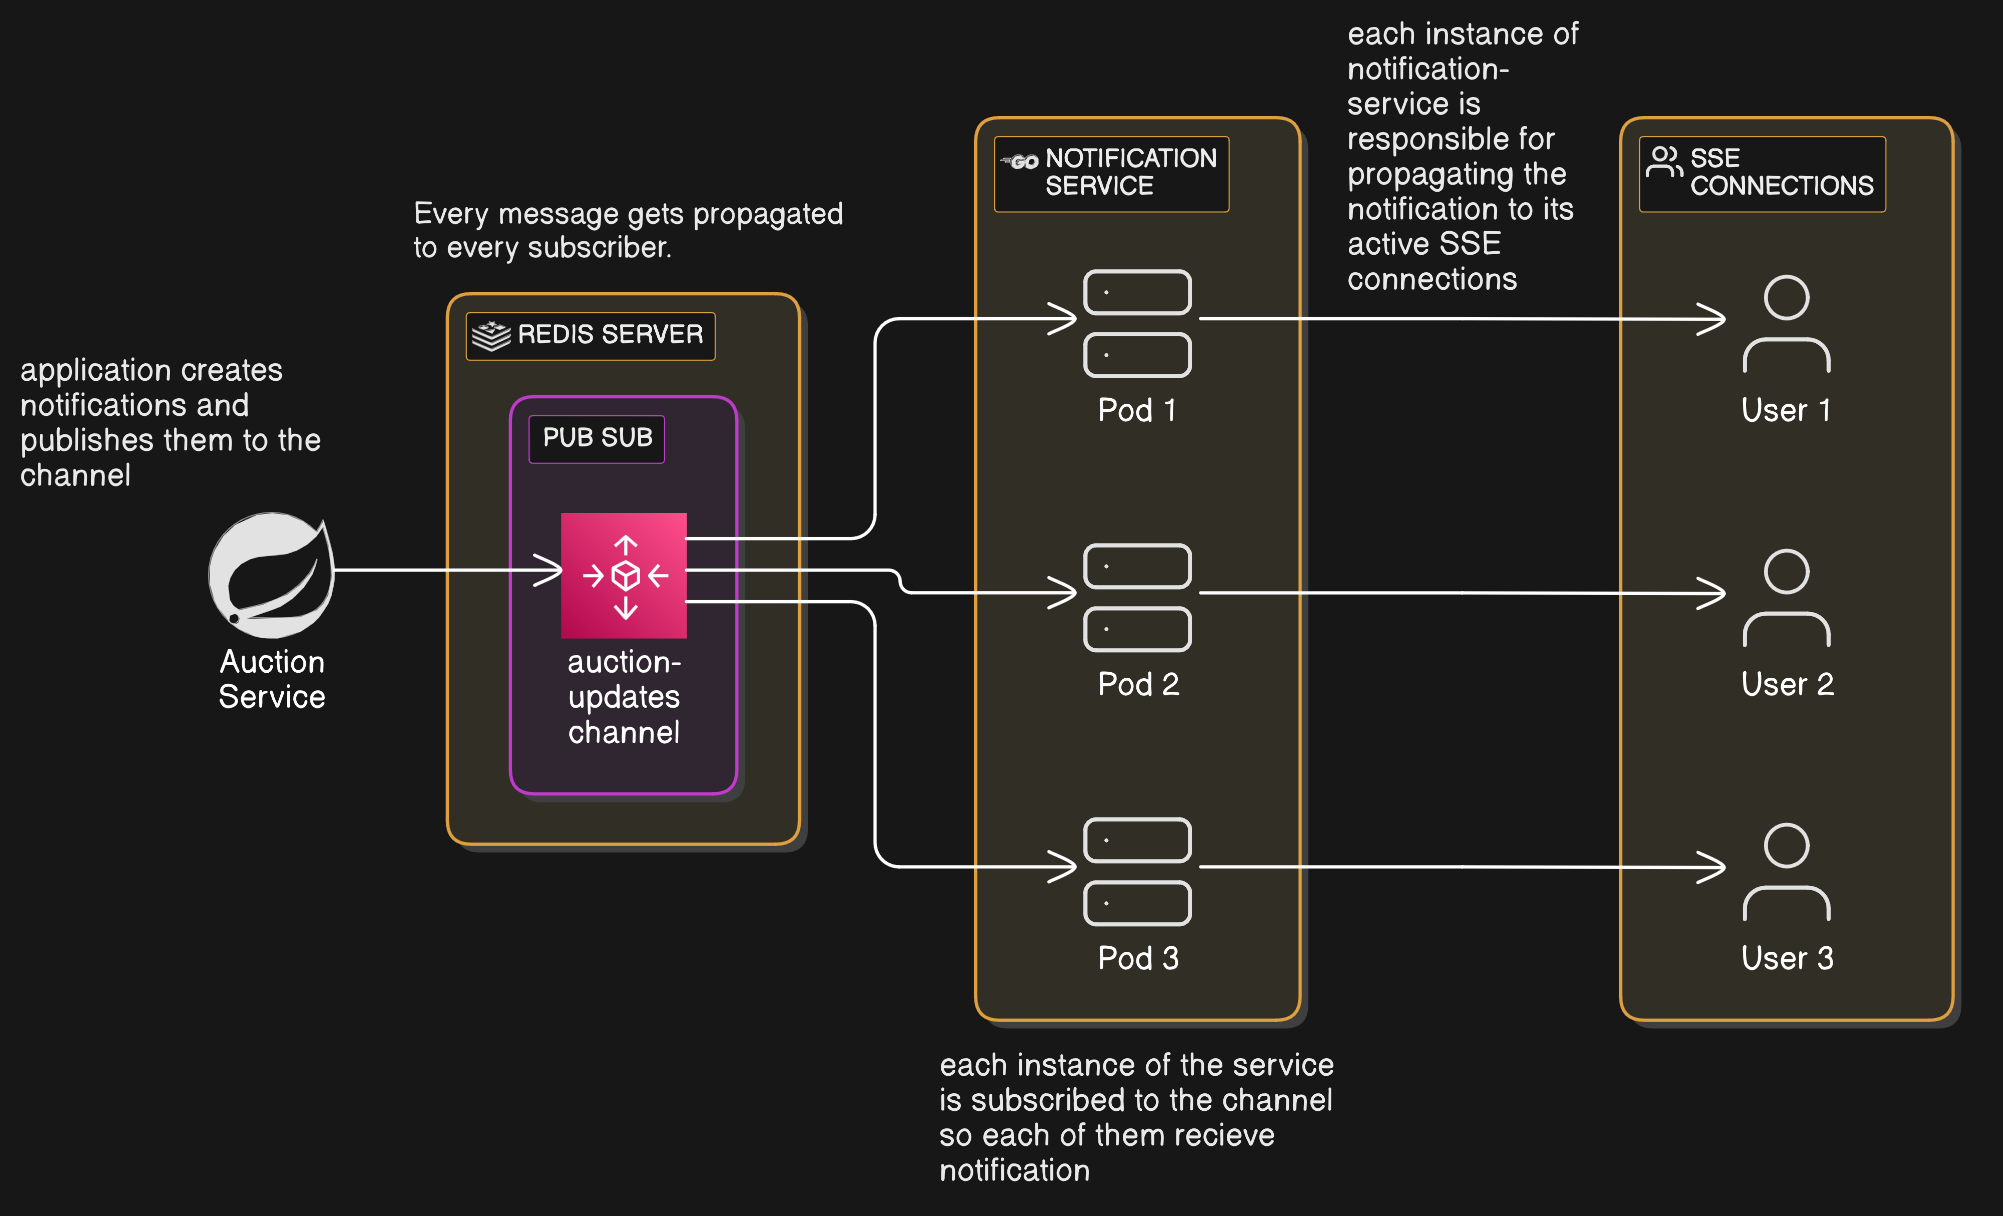 application creates
notifications and
publishes them to the
channel
Auction
Service
Every message gets propagated
to every subscriber.
REDIS SERVER
PUB SUB
auction-
updates
channel
GO NOTIFICATION
SERVICE
Pod 1
Pod 2
Pod 3
each instance of the service
is subscribed to the channel
so each of them recieve
notification
each instance of
notification-
service is
responsible for
propagating the
notification to its
active SSE
connections
SSE
CONNECTIONS
User 1
User 2
User 3